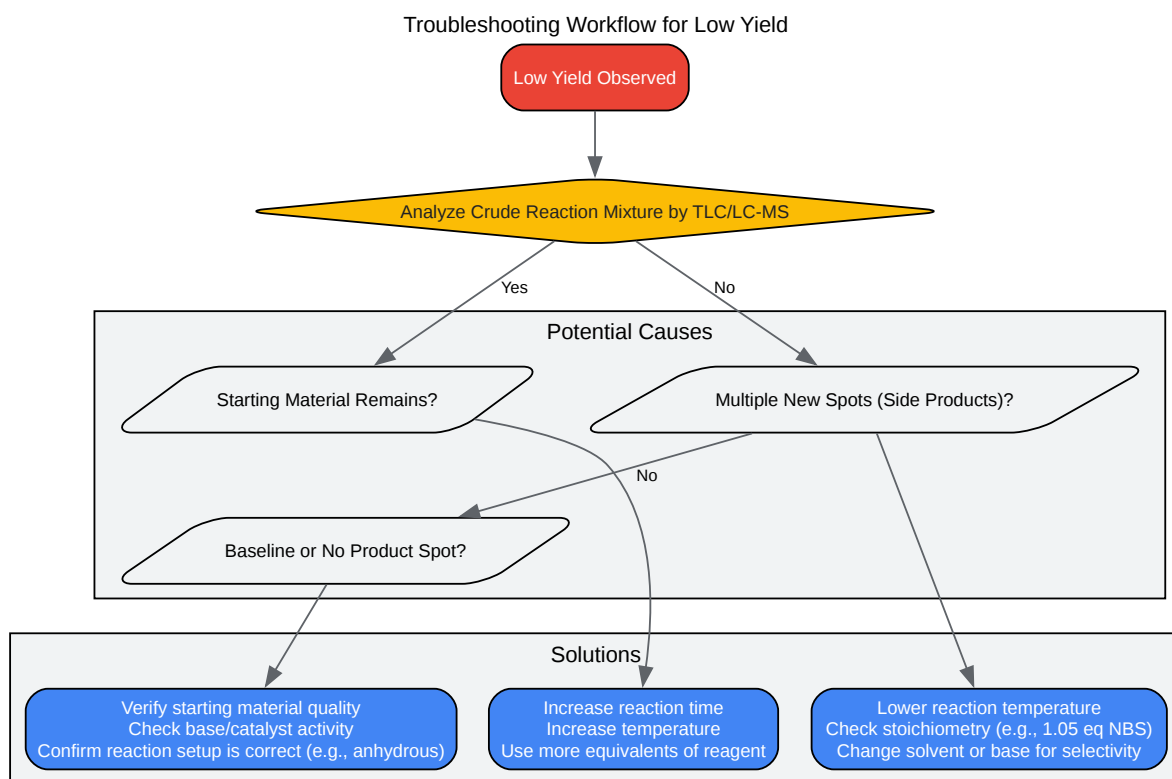 Troubleshooting Workflow for Low Yield
Low Yield Observed
Analyze Crude Reaction Mixture by TLC/LC-MS
Yes
No
Potential Causes
Starting Material Remains?
Multiple New Spots (Side Products)?
No
Baseline or No Product Spot?
Solutions
Verify starting material quality
Check base/catalyst activity
Confirm reaction setup is correct (e.g., anhydrous)
Increase reaction time
Increase temperature
Use more equivalents of reagent
Lower reaction temperature
Check stoichiometry (e.g., 1.05 eq NBS)
Change solvent or base for selectivity